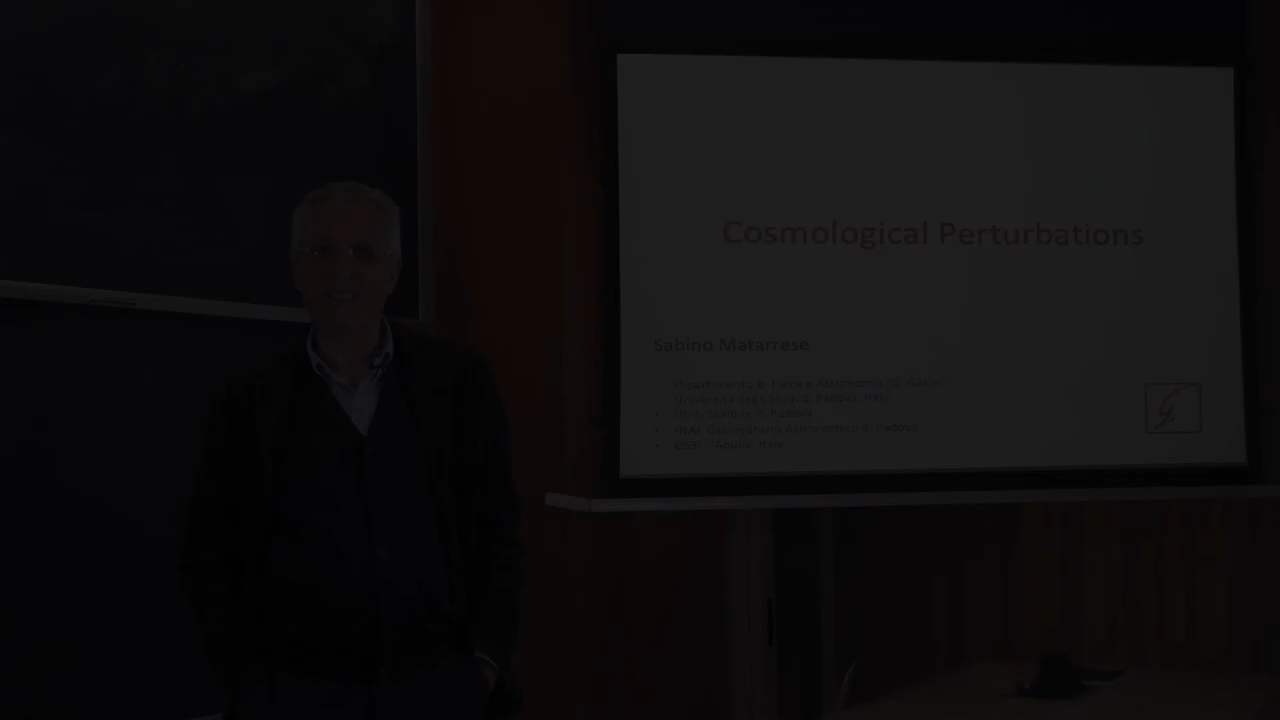 Cosmological Perturbations
Sabino Matarrese
Dipartimento di Fisica e Astronomia (G. Galilei)
Università degli Studi di Padova, Italy
INFN Sezione di Padova
INAF Osservatorio Astronomico di Padova
GSSI L'Aquila, Italy